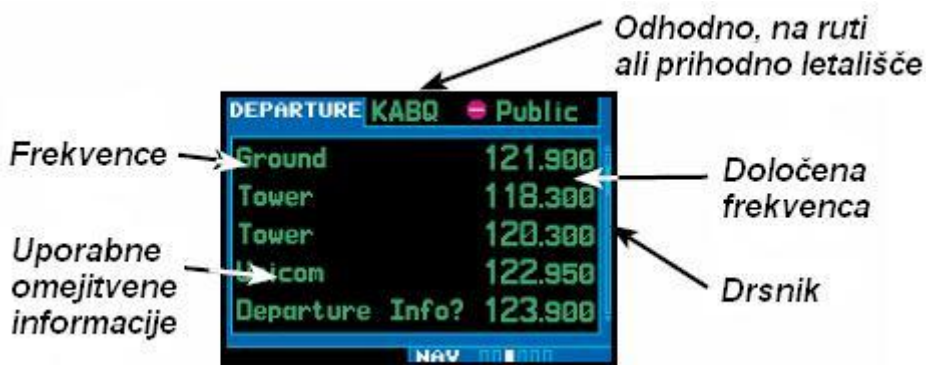 Odhodno, na ruti
ali prihodno letališče
DEPARTURE KABQ Public
Frekvence
Ground 121.900
Tower 118.300
Tower 120.300
Unicom 122.950
Departure Info? 123.900
NAV
Določena
frekvenca
Uporabne
omejitvene
informacije
Drsnik